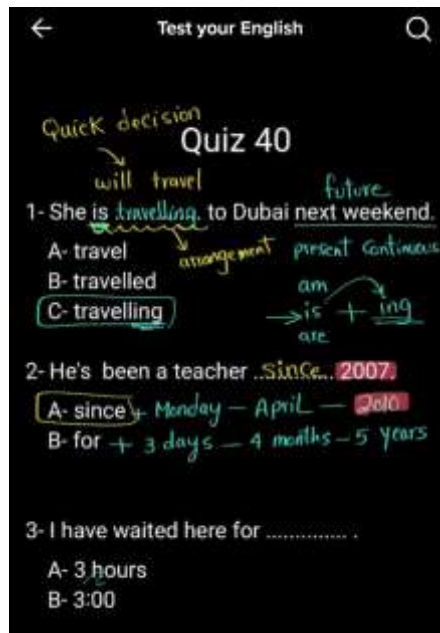 Test your English
Quick decision
Quiz 40
will travel
future
1- She is travelling. to Dubai next weekend.
A- travel
arrangement present continuous
B- travelled
am
C- travelling
is + ing
are
2- He's been a teacher ..since... 2007.
A- since + Monday – April – 2010
B- for + 3 days – 4 months – 5 years
3- I have waited here for .............. .
A- 3 hours
B- 3:00